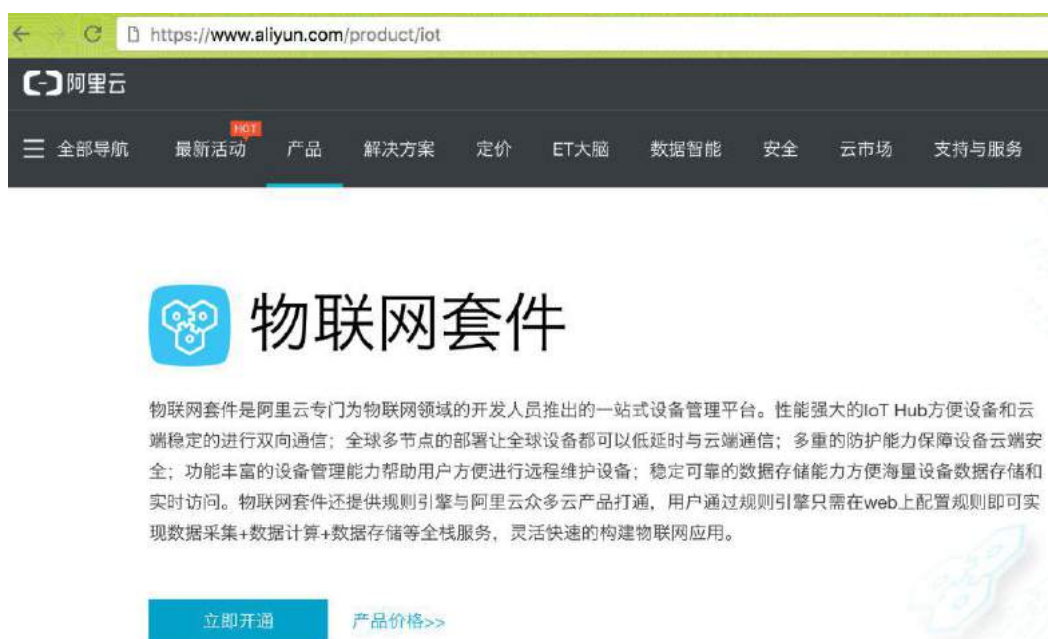 https://www.aliyun.com/product/iot
阿里云
HOT
全部导航 最新活动 产品 解决方案 定价 ET大脑 数据智能 安全 云市场 支持与服务
物联网套件
物联网套件是阿里云专门为物联网领域的开发人员推出的一站式设备管理平台。性能强大的IoT Hub方便设备和云
端稳定的进行双向通信；全球多节点的部署让全球设备都可以低延时与云端通信；多重的防护能力保障设备云端安
全；功能丰富的设备管理能力帮助用户方便进行远程维护设备；稳定可靠的数据存储能力方便海量设备数据存储和
实时访问。物联网套件还提供规则引擎与阿里云众多云产品打通，用户通过规则引擎只需在web上配置规则即可实
现数据采集+数据计算+数据存储等全栈服务，灵活快速的构建物联网应用。
立即开通 产品价格>>